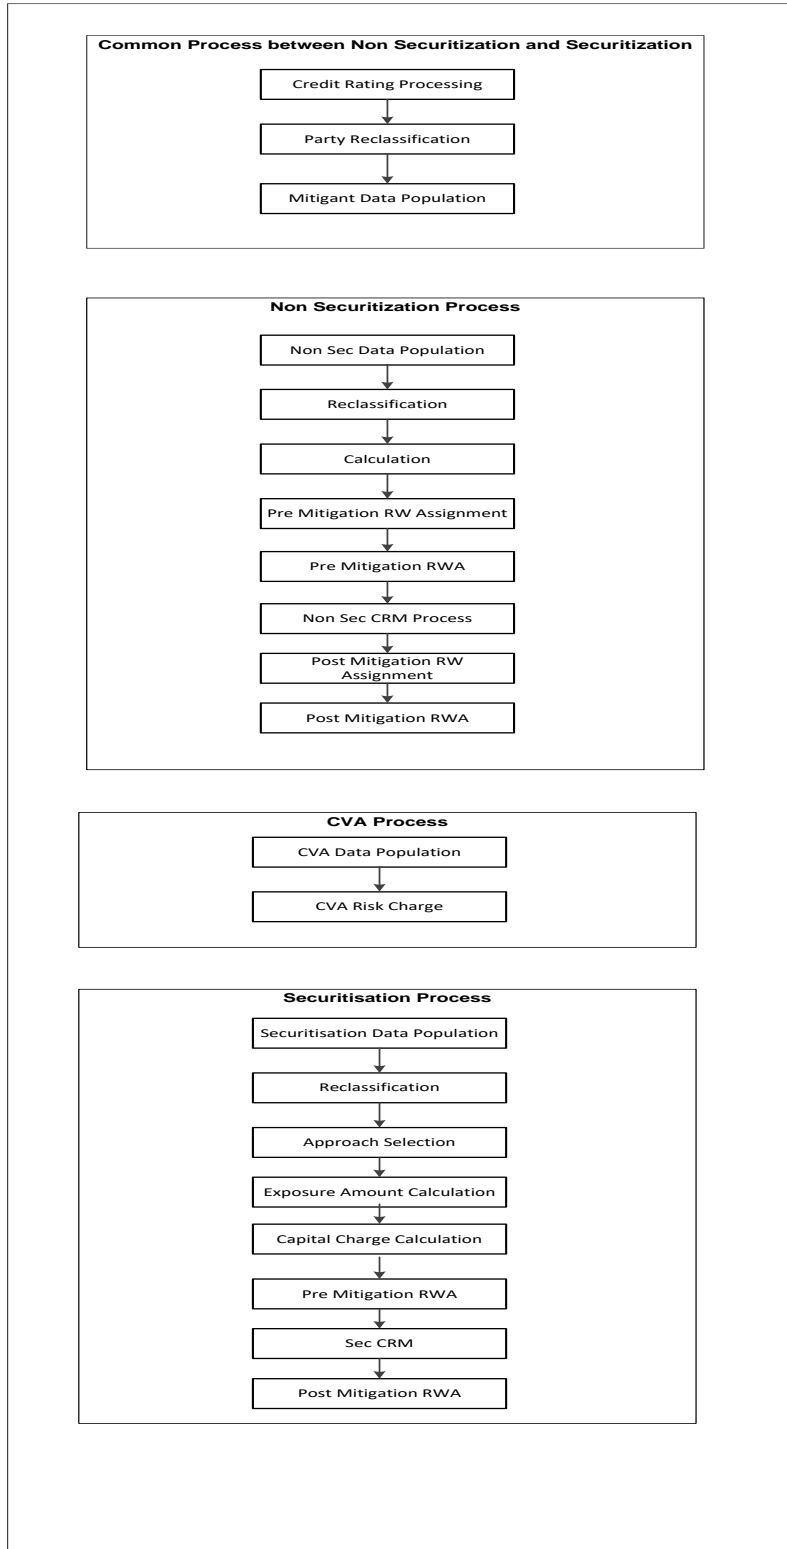 Common Process between Non Securitization and Securitization
Credit Rating Processing
Party Reclassification
Mitigant Data Population
Non Securitization Process
Non Sec Data Population
Reclassification
Calculation
Pre Mitigation RW Assignment
Pre Mitigation RWA
Non Sec CRM Process
Post Mitigation RW
Assignment
Post Mitigation RWA
CVA Process
CVA Data Population
CVA Risk Charge
Securitisation Process
Securitisation Data Population
Reclassification
Approach Selection
Exposure Amount Calculation
Capital Charge Calculation
Pre Mitigation RWA
Sec CRM
Post Mitigation RWA